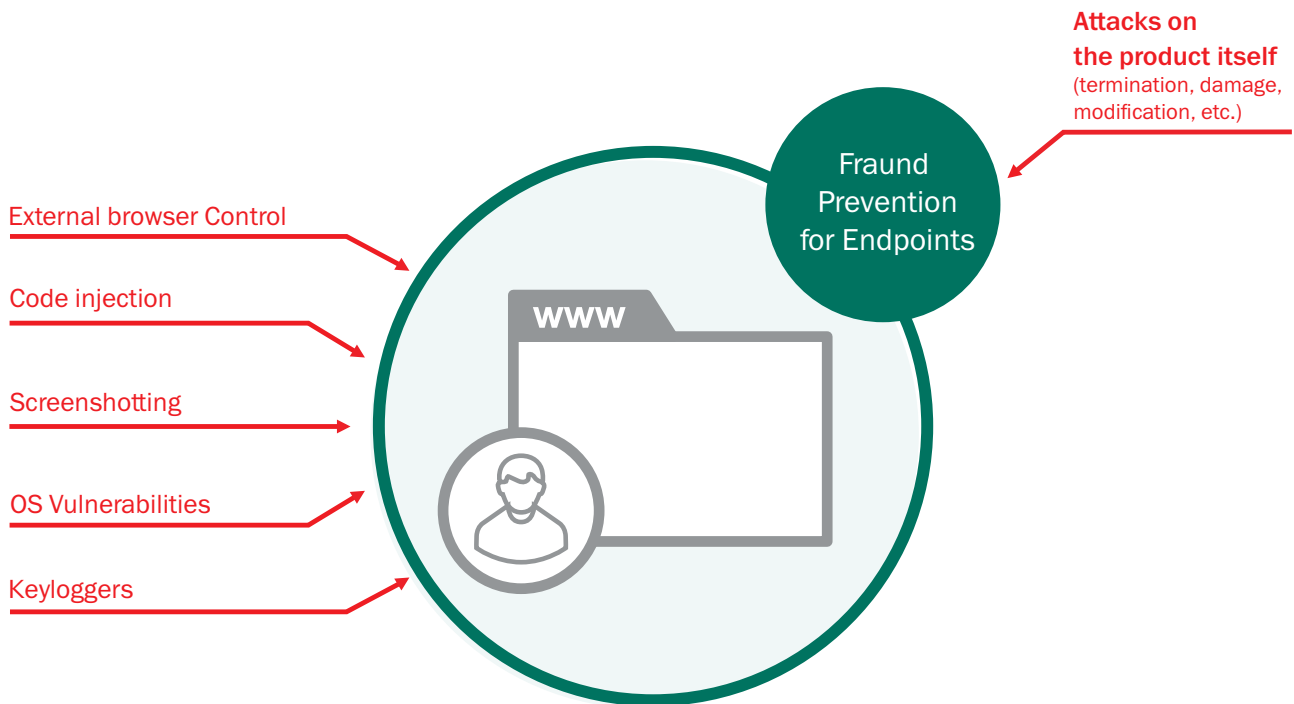 Attacks on
the product itself
(termination, damage,
modification, etc.)
Fraund
Prevention
for Endpoints
External browser Control
Code injection
Screenshotting
OS Vulnerabilities
Keyloggers
www